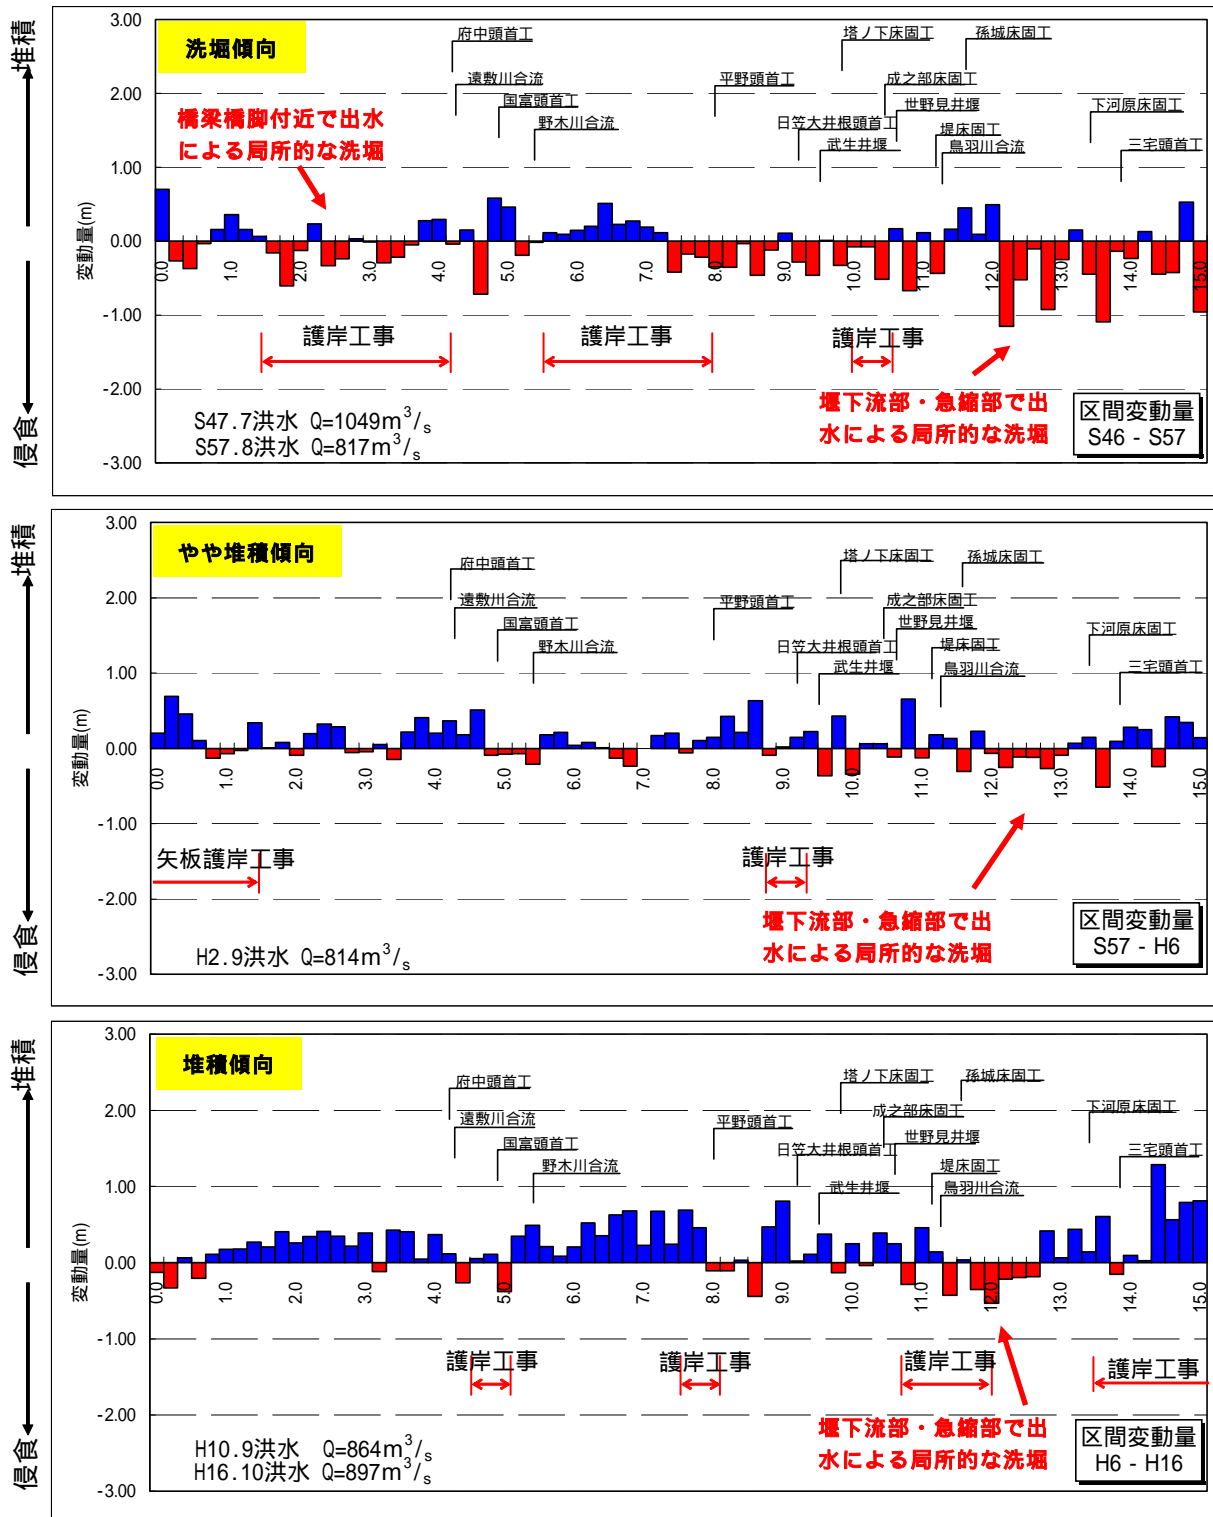 堆積
侵食
3.00
2.00
1.00
0.00
-1.00
-2.00
-3.00
変動量(m)
洗堀傾向
橋梁橋脚付近で出水
による局所的な洗堀
府中頭首工
遠敷川合流
国富頭首工
野木川合流
平野頭首工
日笠大井根頭首工
武生井堰
塔ノ下床固工
成之部床固工
世野見井堰
堤床固工
鳥羽川合流
孫城床固工
下河原床固工
三宅頭首工
0.0 1.0 2.0 3.0 4.0 5.0 6.0 7.0 8.0 9.0 10.0 11.0 12.0 13.0 14.0 15.0
護岸工事
護岸工事
護岸工事
堰下流部・急縮部で出
水による局所的な洗堀
S47.7洪水 Q=1049m³/s
S57.8洪水 Q=817m³/s
区間変動量
S46 - S57
堆積
侵食
3.00
2.00
1.00
0.00
-1.00
-2.00
-3.00
変動量(m)
やや堆積傾向
府中頭首工
遠敷川合流
国富頭首工
野木川合流
平野頭首工
日笠大井根頭首工
武生井堰
塔ノ下床固工
成之部床固工
世野見井堰
堤床固工
鳥羽川合流
孫城床固工
下河原床固工
三宅頭首工
0.0 1.0 2.0 3.0 4.0 5.0 6.0 7.0 8.0 9.0 10.0 11.0 12.0 13.0 14.0 15.0
矢板護岸工事
護岸工事
堰下流部・急縮部で出
水による局所的な洗堀
H2.9洪水 Q=814m³/s
区間変動量
S57 - H6
堆積
侵食
3.00
2.00
1.00
0.00
-1.00
-2.00
-3.00
変動量(m)
堆積傾向
府中頭首工
遠敷川合流
国富頭首工
野木川合流
平野頭首工
日笠大井根頭首工
武生井堰
塔ノ下床固工
成之部床固工
世野見井堰
堤床固工
鳥羽川合流
孫城床固工
下河原床固工
三宅頭首工
0.0 1.0 2.0 3.0 4.0 5.0 6.0 7.0 8.0 9.0 10.0 11.0 12.0 13.0 14.0 15.0
護岸工事
護岸工事
護岸工事
護岸工事
堰下流部・急縮部で出
水による局所的な洗堀
H10.9洪水 Q=864m³/s
H16.10洪水 Q=897m³/s
区間変動量
H6 - H16